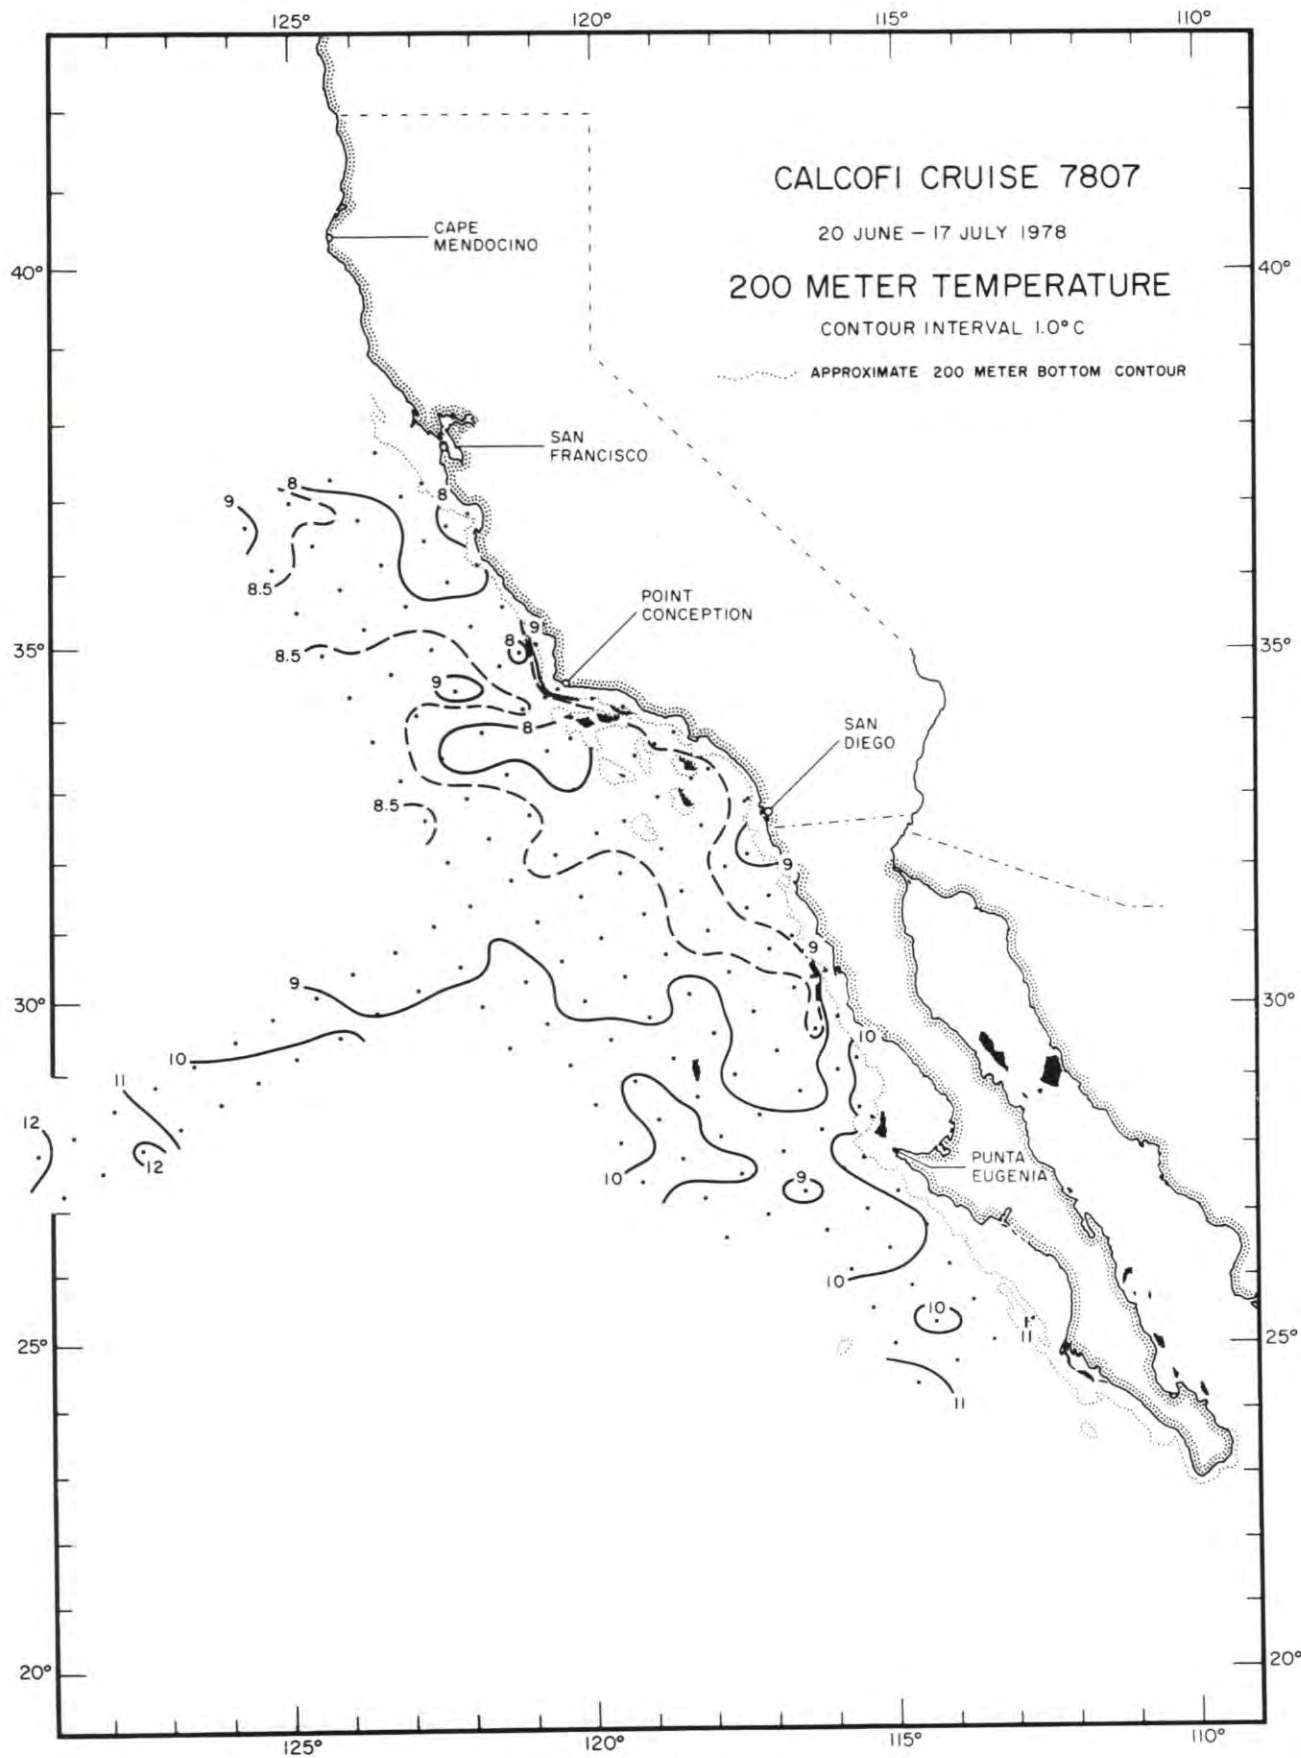 125° 120° 115° 110°
CALCOFI CRUISE 7807
20 JUNE – 17 JULY 1978
200 METER TEMPERATURE
CONTOUR INTERVAL 1.0° C
APPROXIMATE 200 METER BOTTOM CONTOUR
CAPE
MENDOCINO
40° 40°
SAN
FRANCISCO
8
8
9
8.5
POINT
CONCEPTION
9
8
35° 35°
8.5
9
8
SAN
DIEGO
8.5
9
9
9
30° 30°
10
10
11
12
12
PUNTA
EUGENIA
10
9
10
10
11
25° 25°
11
20° 20°
125° 120° 115° 110°